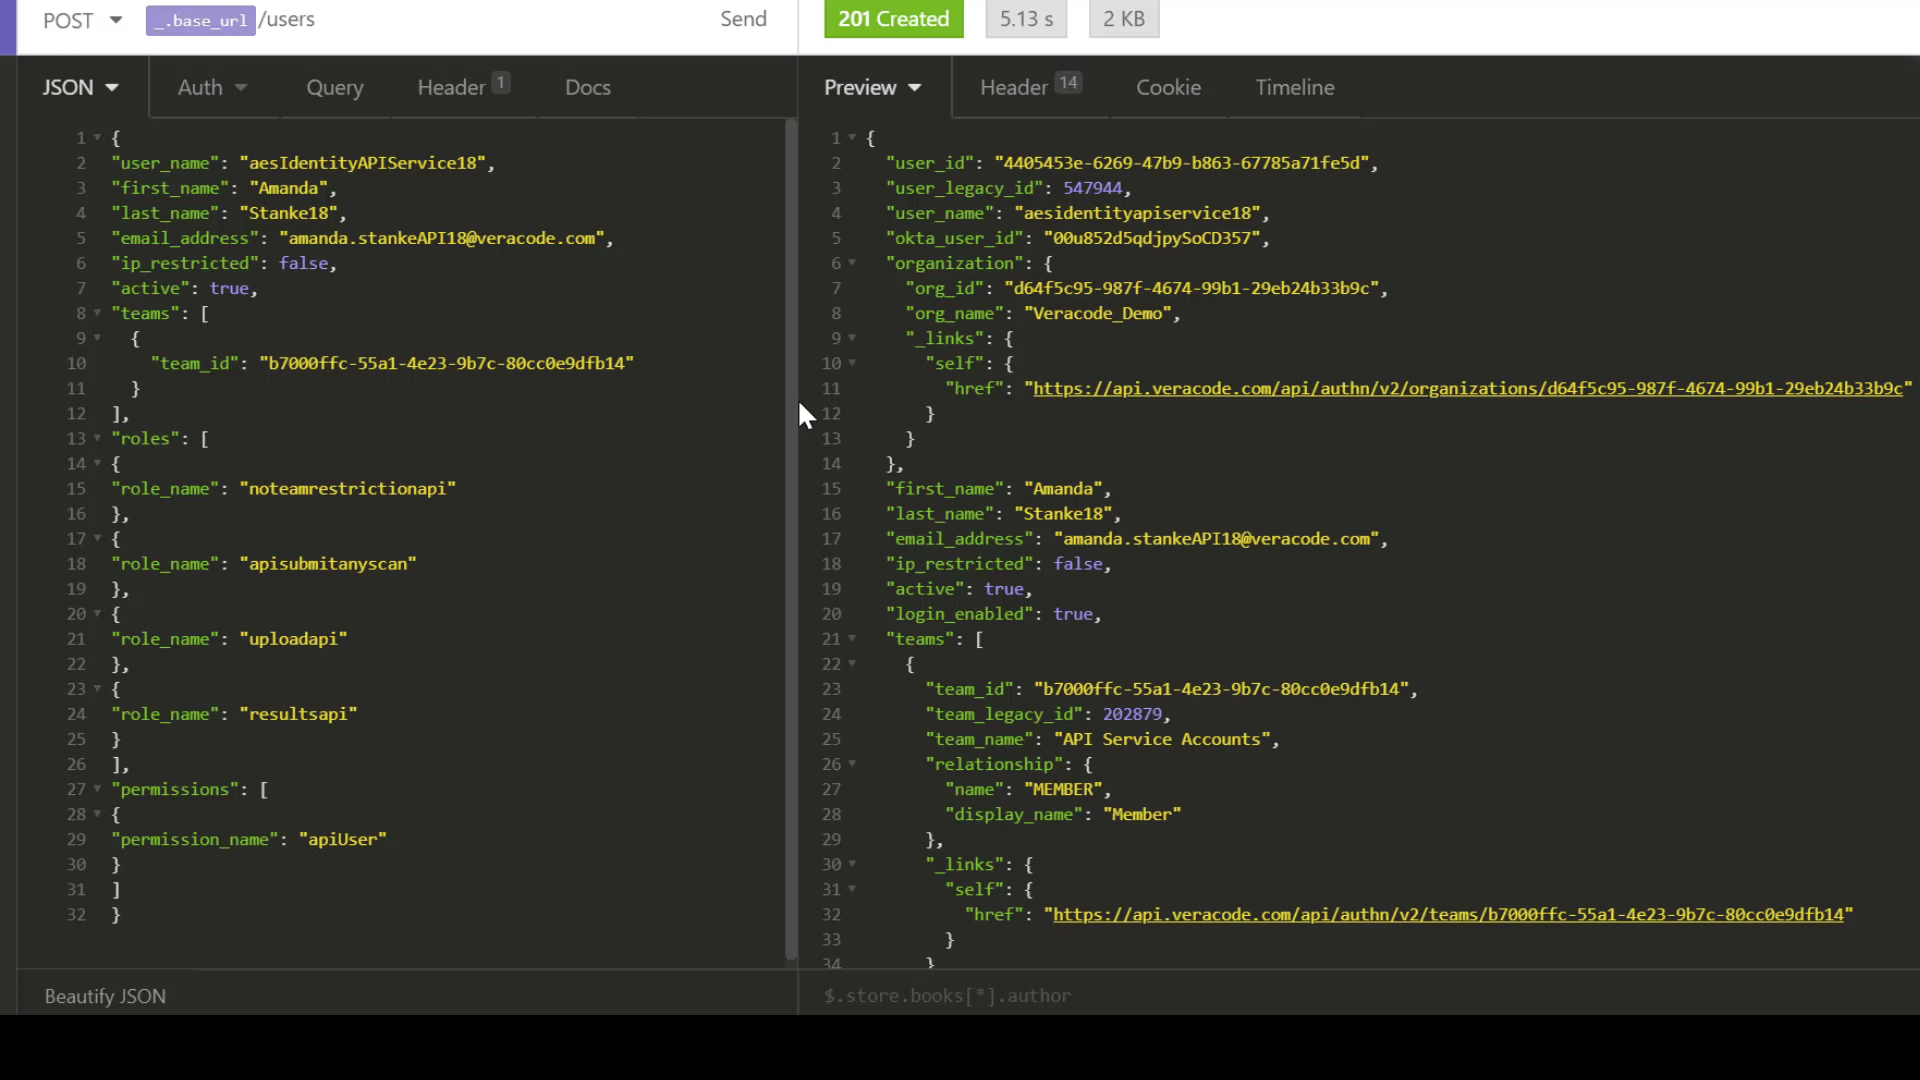 POST _.base_url /users Send
201 Created 5.13 s 2 KB
JSON Auth Query Header 1 Docs
1 {
2 "user_name": "aesIdentityAPIService18",
3 "first_name": "Amanda",
4 "last_name": "Stanke18",
5 "email_address": "amanda.stankeAPI18@veracode.com",
6 "ip_restricted": false,
7 "active": true,
8 "teams": [
9 {
10 "team_id": "b7000ffc-55a1-4e23-9b7c-80cc0e9dfb14"
11 }
12 ],
13 "roles": [
14 {
15 "role_name": "noteamrestrictionapi"
16 },
17 {
18 "role_name": "apisubmitanyscan"
19 },
20 {
21 "role_name": "uploadapi"
22 },
23 {
24 "role_name": "resultsapi"
25 }
26 ],
27 "permissions": [
28 {
29 "permission_name": "apiUser"
30 }
31 ]
32 }
Beautify JSON
Preview Header 14 Cookie Timeline
1 {
2 "user_id": "4405453e-6269-47b9-b863-67785a71fe5d",
3 "user_legacy_id": 547944,
4 "user_name": "aesidentityapiservice18",
5 "okta_user_id": "00u852d5qdjpySoCD357",
6 "organization": {
7 "org_id": "d64f5c95-987f-4674-99b1-29eb24b33b9c",
8 "org_name": "Veracode_Demo",
9 "_links": {
10 "self": {
11 "href": "https://api.veracode.com/api/authn/v2/organizations/d64f5c95-987f-4674-99b1-29eb24b33b9c"
12 }
13 }
14 },
15 "first_name": "Amanda",
16 "last_name": "Stanke18",
17 "email_address": "amanda.stankeAPI18@veracode.com",
18 "ip_restricted": false,
19 "active": true,
20 "login_enabled": true,
21 "teams": [
22 {
23 "team_id": "b7000ffc-55a1-4e23-9b7c-80cc0e9dfb14",
24 "team_legacy_id": 202879,
25 "team_name": "API Service Accounts",
26 "relationship": {
27 "name": "MEMBER",
28 "display_name": "Member"
29 },
30 "_links": {
31 "self": {
32 "href": "https://api.veracode.com/api/authn/v2/teams/b7000ffc-55a1-4e23-9b7c-80cc0e9dfb14"
33 }
34 }
$.store.books[*].author